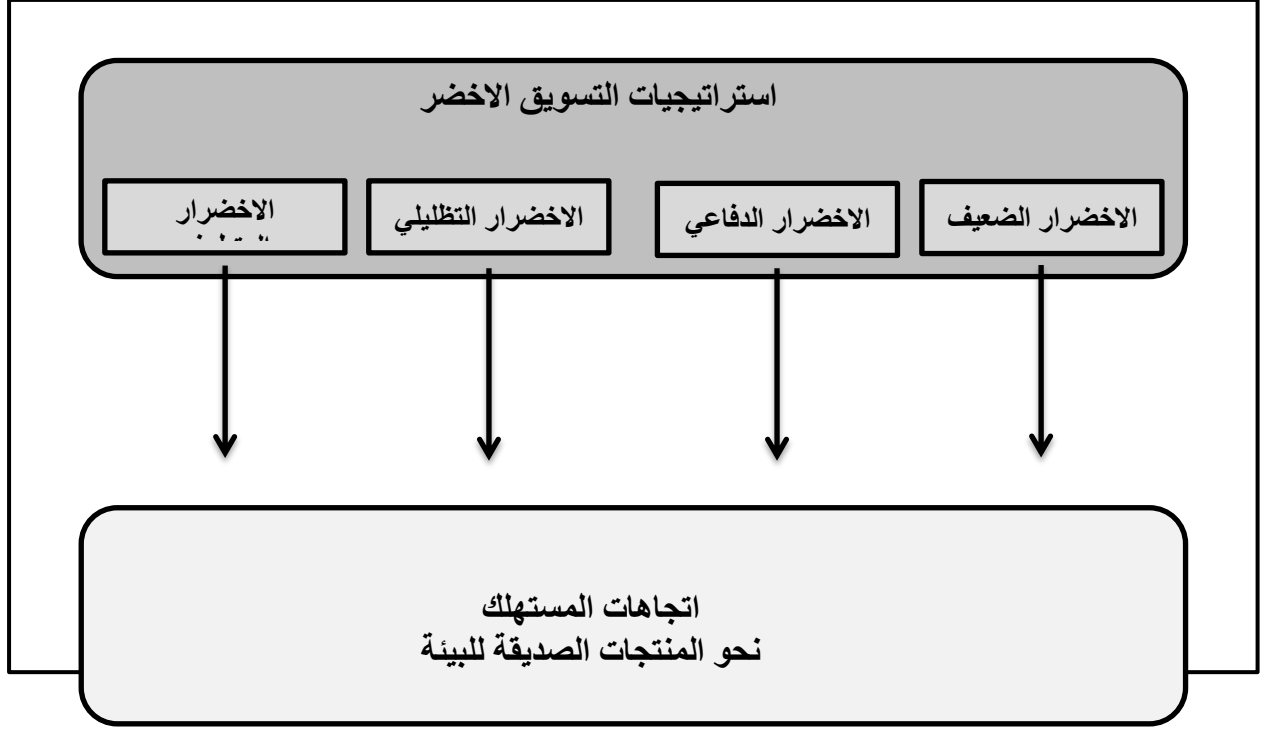 استراتيجيات التسويق الاخضر
الاخضرار الضعيف
الاخضرار الدفاعي
الاخضرار التظليلي
الاخضرار
اتجاهات المستهلك
نحو المنتجات الصديقة للبيئة